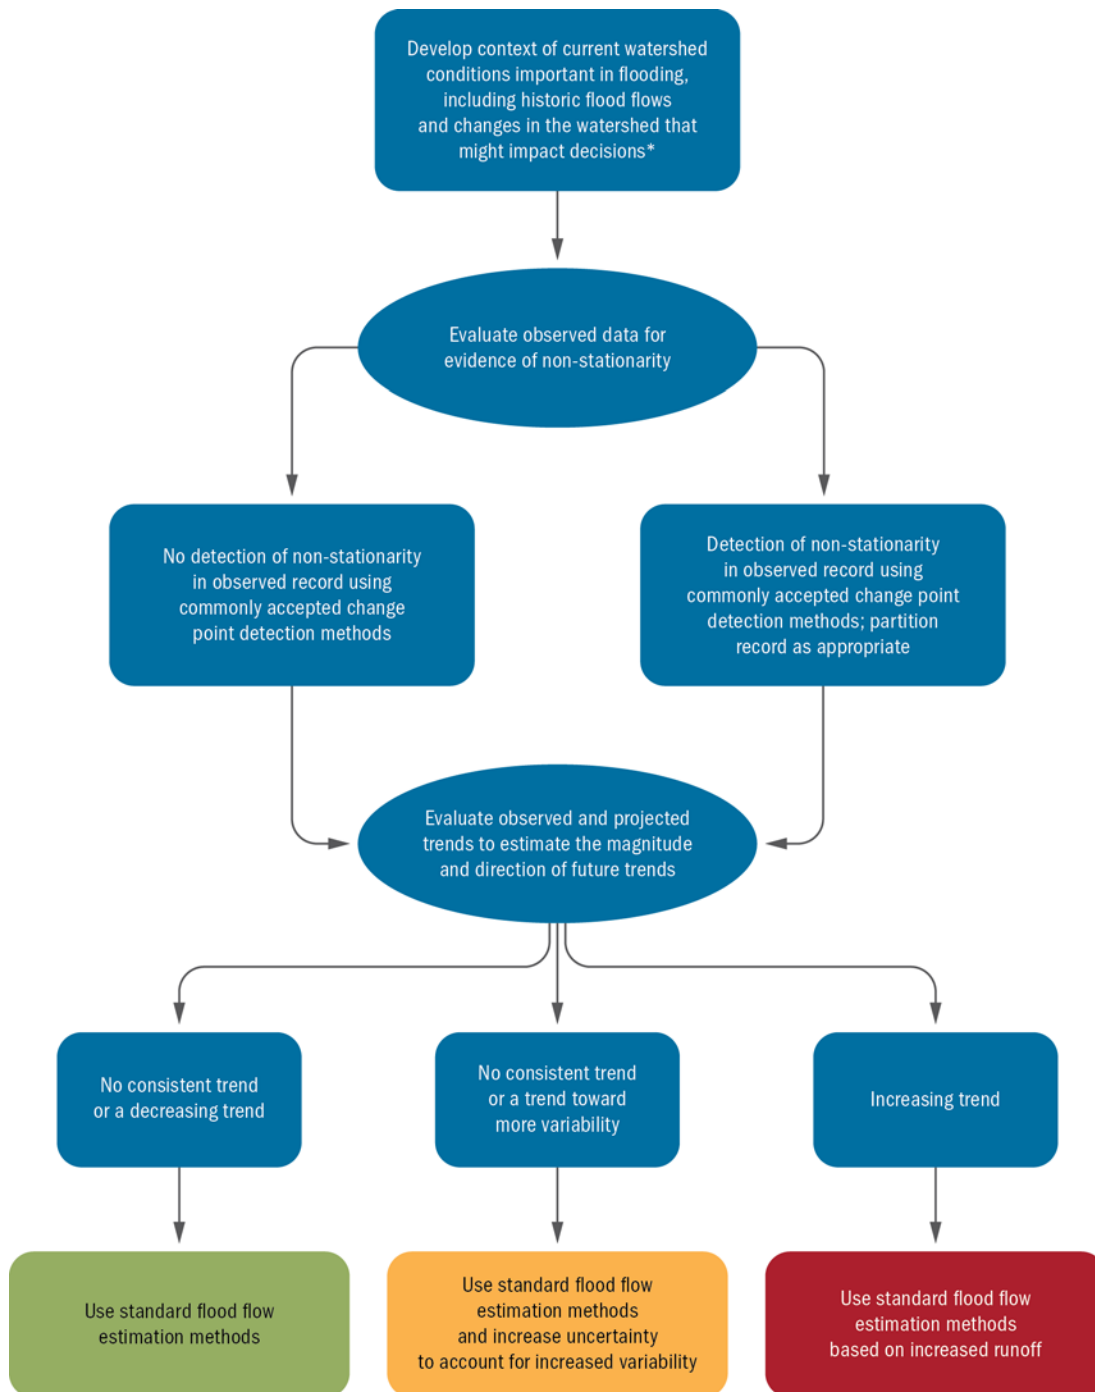 Develop context of current watershed
conditions important in flooding,
including historic flood flows
and changes in the watershed that
might impact decisions*
Evaluate observed data for
evidence of non-stationarity
No detection of non-stationarity
in observed record using
commonly accepted change
point detection methods
Detection of non-stationarity
in observed record using
commonly accepted change point
detection methods; partition
record as appropriate
Evaluate observed and projected
trends to estimate the magnitude
and direction of future trends
No consistent trend
or a decreasing trend
No consistent trend
or a trend toward
more variability
Increasing trend
Use standard flood flow
estimation methods
Use standard flood flow
estimation methods
and increase uncertainty
to account for increased variability
Use standard flood flow
estimation methods
based on increased runoff